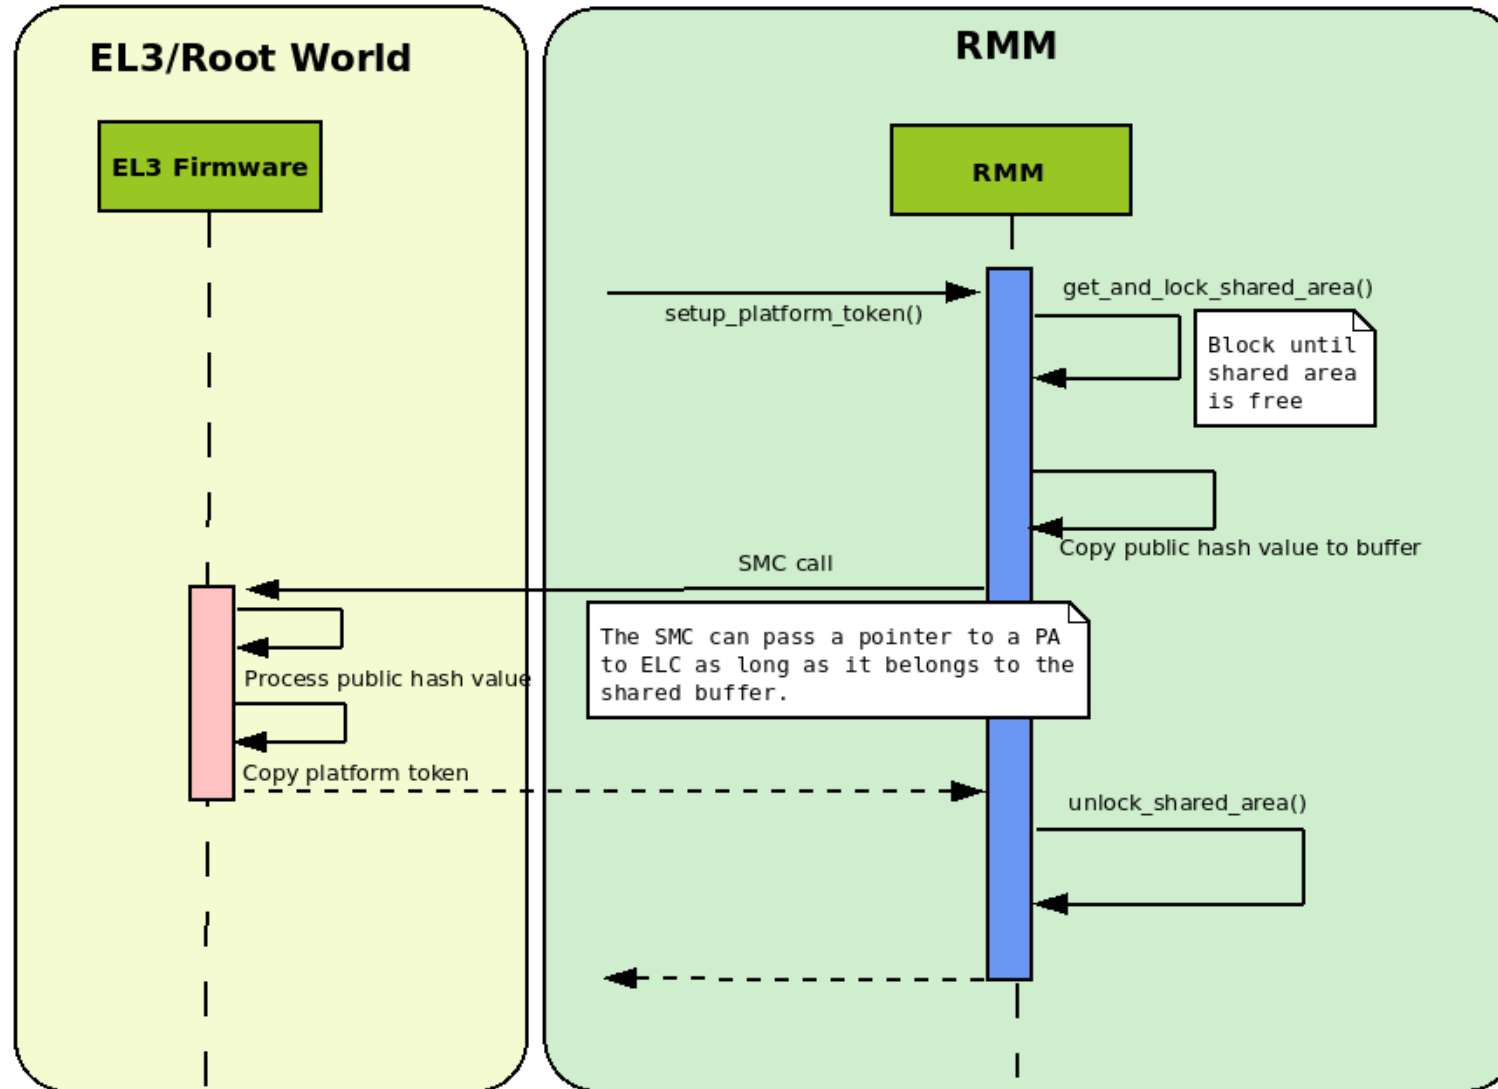 EL3/Root World
RMM
EL3 Firmware
RMM
get_and_lock_shared_area()
setup_platform_token()
Block until
shared area
is free
Copy public hash value to buffer
SMC call
The SMC can pass a pointer to a PA
to ELC as long as it belongs to the
shared buffer.
Process public hash value
Copy platform token
unlock_shared_area()